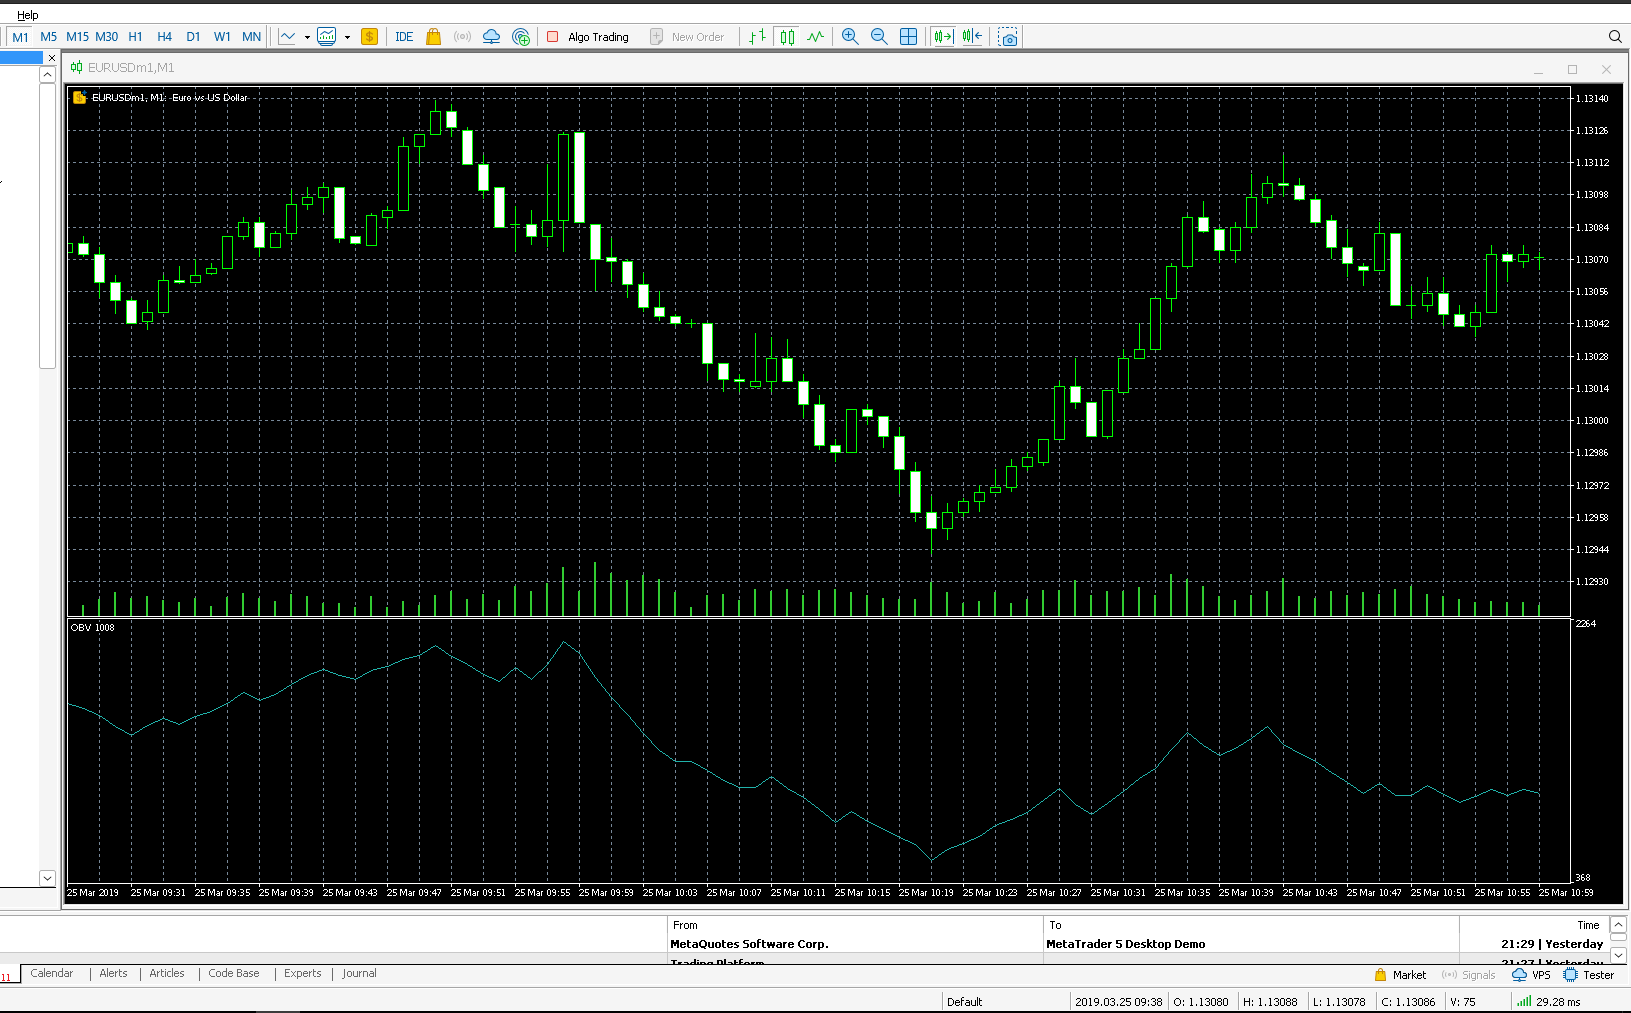 Help
M1 M5 M15 M30 H1 H4 D1 W1 MN IDE Algo Trading New Order
EURUSDm1,M1
EURUSDm1, M1: Euro vs US Dollar
1.13140
1.13126
1.13112
1.13098
1.13084
1.13070
1.13056
1.13042
1.13028
1.13014
1.13000
1.12986
1.12972
1.12958
1.12944
1.12930
OBV 1008
2264
368
25 Mar 2019 25 Mar 09:31 25 Mar 09:35 25 Mar 09:39 25 Mar 09:43 25 Mar 09:47 25 Mar 09:51 25 Mar 09:55 25 Mar 09:59 25 Mar 10:03 25 Mar 10:07 25 Mar 10:11 25 Mar 10:15 25 Mar 10:19 25 Mar 10:23 25 Mar 10:27 25 Mar 10:31 25 Mar 10:35 25 Mar 10:39 25 Mar 10:43 25 Mar 10:47 25 Mar 10:51 25 Mar 10:55 25 Mar 10:59
From To Time
MetaQuotes Software Corp. MetaTrader 5 Desktop Demo 21:29 | Yesterday
Trading Platform 21:27 | Yesterday
11 Calendar | Alerts | Articles | Code Base | Experts | Journal Market Signals VPS Tester
Default 2019.03.25 09:38 O: 1.13080 H: 1.13088 L: 1.13078 C: 1.13086 V: 75 29.28 ms